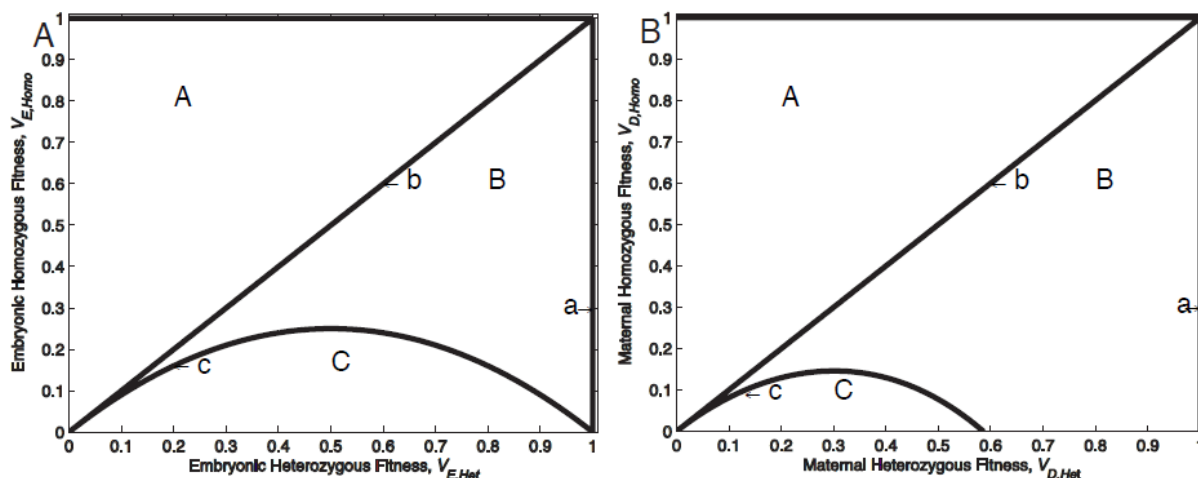 A
Embryonic Homozygous Fitness, V_E,Homo
1
0.9
0.8
0.7
0.6
0.5
0.4
0.3
0.2
0.1
0
A
b
B
a→
c
C
0.1 0.2 0.3 0.4 0.5 0.6 0.7 0.8 0.9 1
Embryonic Heterozygous Fitness, V_E,Het
B
Maternal Homozygous Fitness, V_D,Homo
1
0.9
0.8
0.7
0.6
0.5
0.4
0.3
0.2
0.1
0
A
←b
B
a→
←c
C
0 0.1 0.2 0.3 0.4 0.5 0.6 0.7 0.8 0.9 1
Maternal Heterozygous Fitness, V_D,Het